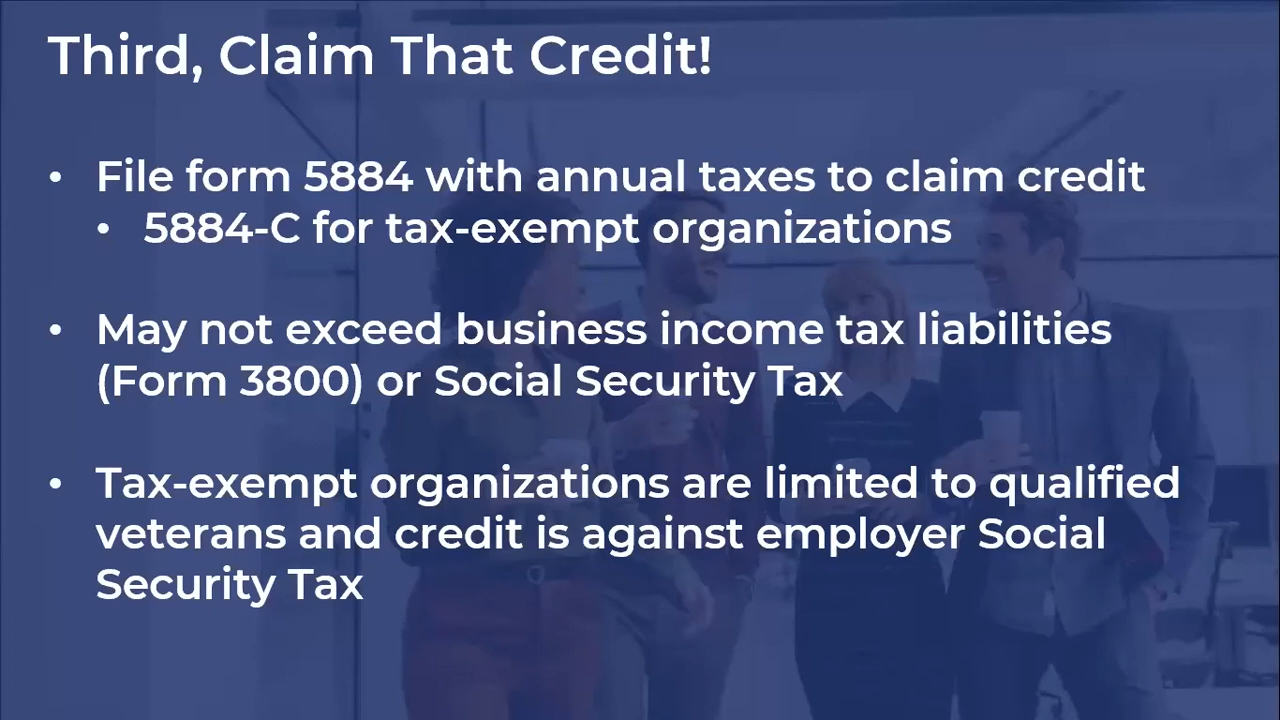 Third, Claim That Credit!
• File form 5884 with annual taxes to claim credit
• 5884-C for tax-exempt organizations
• May not exceed business income tax liabilities
(Form 3800) or Social Security Tax
• Tax-exempt organizations are limited to qualified
veterans and credit is against employer Social
Security Tax